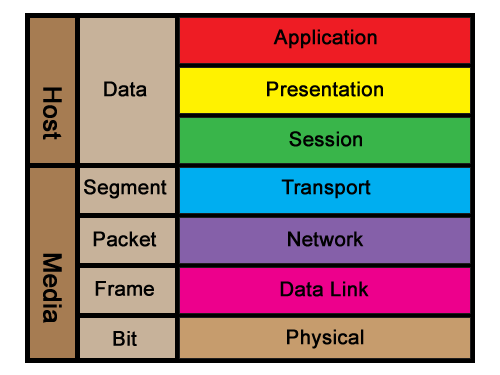 Host
Data
Application
Presentation
Session
Media
Segment
Transport
Packet
Network
Frame
Data Link
Bit
Physical